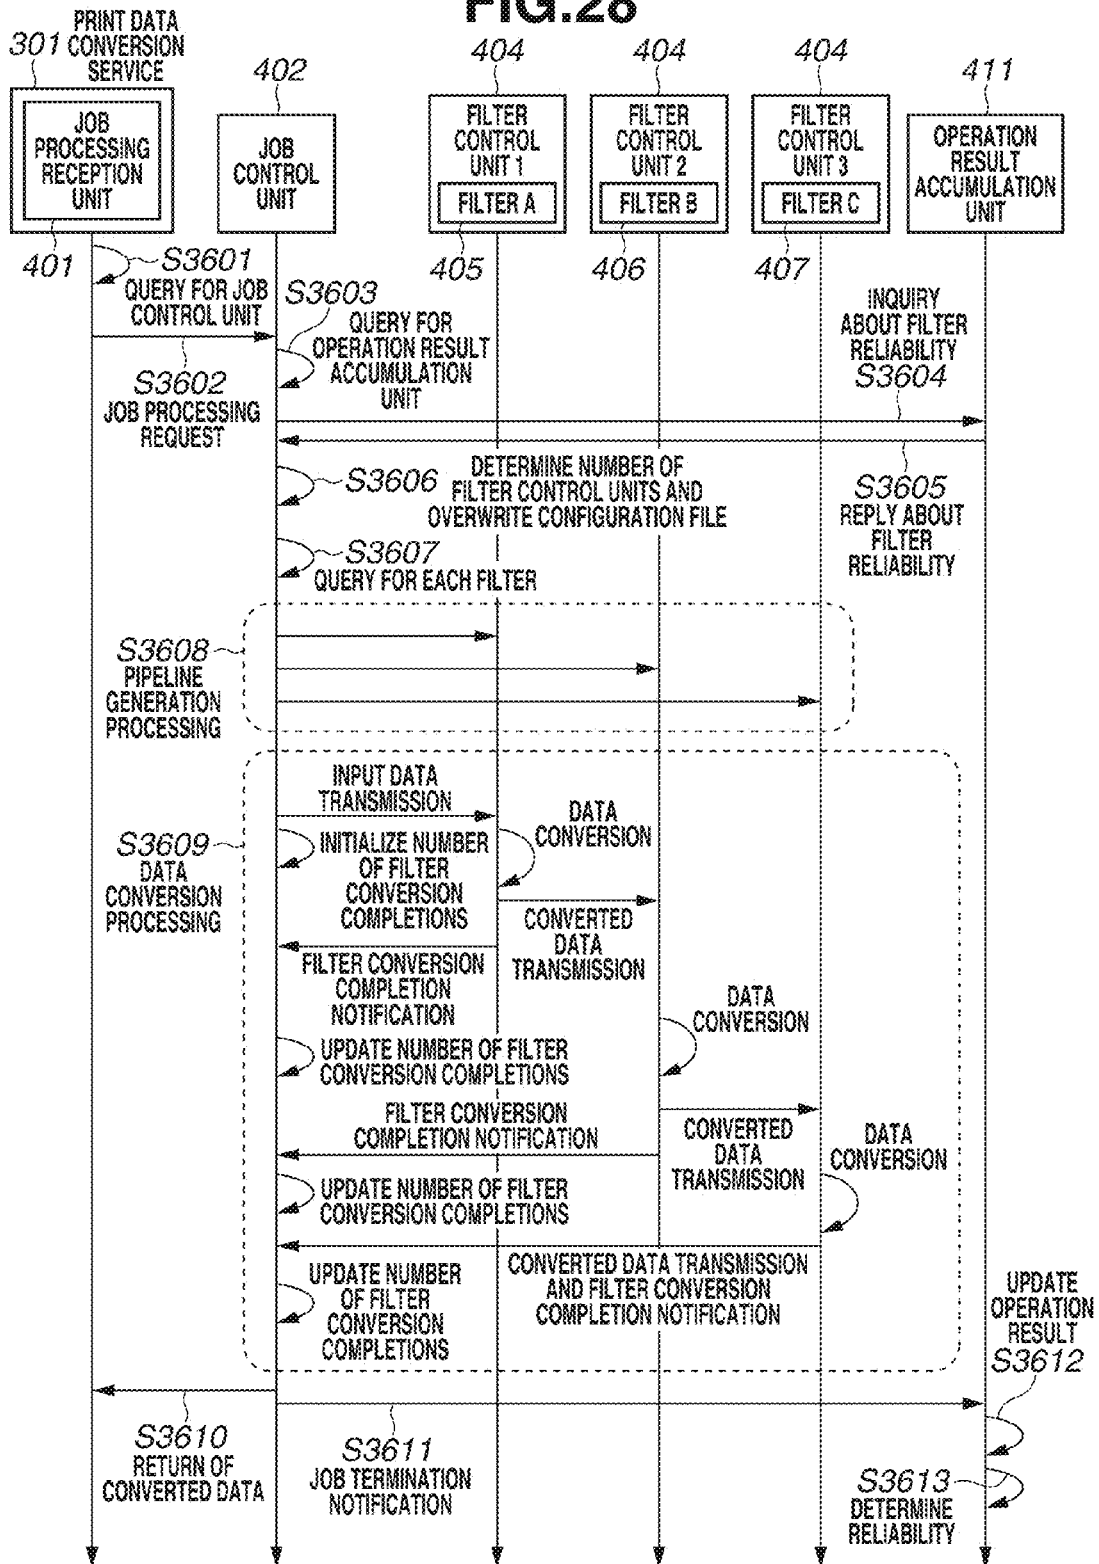 FIG.28
PRINT DATA
CONVERSION
SERVICE
301
402
404
404
404
411
JOB
PROCESSING
RECEPTION
UNIT
JOB
CONTROL
UNIT
FILTER
CONTROL
UNIT 1
FILTER A
FILTER
CONTROL
UNIT 2
FILTER B
FILTER
CONTROL
UNIT 3
FILTER C
OPERATION
RESULT
ACCUMULATION
UNIT
401
405
406
407
S3601
QUERY FOR JOB
CONTROL UNIT
S3602
JOB PROCESSING
REQUEST
S3603
QUERY FOR
OPERATION RESULT
ACCUMULATION
UNIT
INQUIRY
ABOUT FILTER
RELIABILITY
S3604
S3605
REPLY ABOUT
FILTER
RELIABILITY
S3606
DETERMINE NUMBER OF
FILTER CONTROL UNITS AND
OVERWRITE CONFIGURATION FILE
S3607
QUERY FOR EACH FILTER
S3608
PIPELINE
GENERATION
PROCESSING
S3609
DATA
CONVERSION
PROCESSING
INPUT DATA
TRANSMISSION
INITIALIZE NUMBER
OF FILTER
CONVERSION
COMPLETIONS
DATA
CONVERSION
CONVERTED
DATA
TRANSMISSION
FILTER CONVERSION
COMPLETION
NOTIFICATION
DATA
CONVERSION
UPDATE NUMBER OF FILTER
CONVERSION COMPLETIONS
FILTER CONVERSION
COMPLETION NOTIFICATION
CONVERTED
DATA
TRANSMISSION
DATA
CONVERSION
UPDATE NUMBER OF FILTER
CONVERSION COMPLETIONS
CONVERTED DATA TRANSMISSION
AND FILTER CONVERSION
COMPLETION NOTIFICATION
UPDATE NUMBER
OF FILTER
CONVERSION
COMPLETIONS
UPDATE
OPERATION
RESULT
S3612
S3610
RETURN OF
CONVERTED DATA
S3611
JOB TERMINATION
NOTIFICATION
S3613
DETERMINE
RELIABILITY